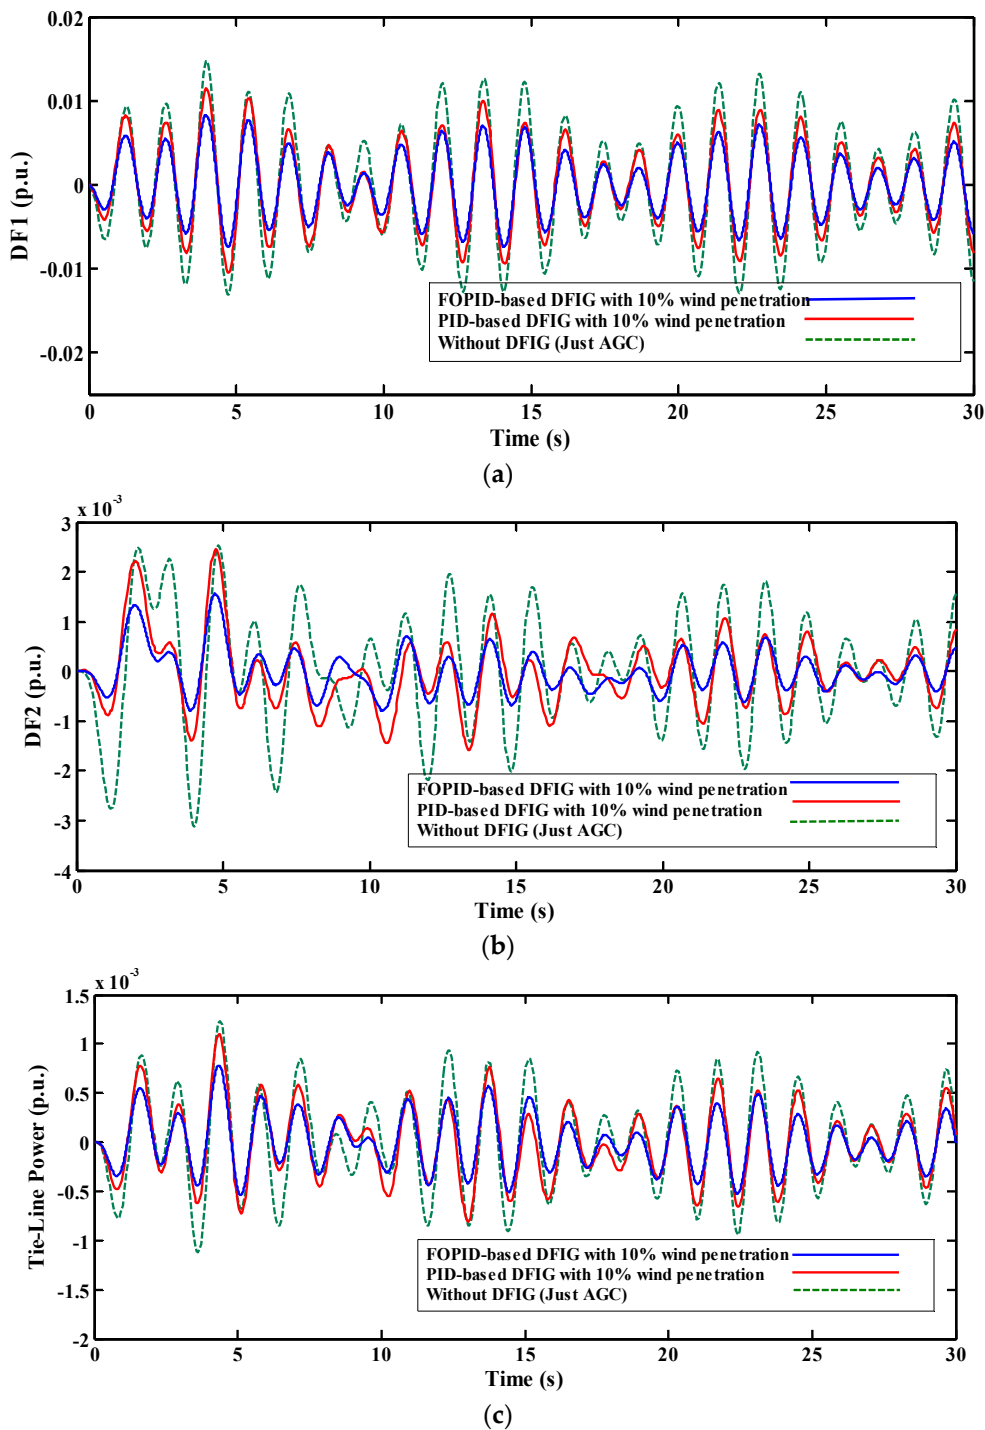 0.02
0.01
0
-0.01
-0.02
DF1 (p.u.)
FOPID-based DFIG with 10% wind penetration
PID-based DFIG with 10% wind penetration
Without DFIG (Just AGC)
0 5 10 15 20 25 30
Time (s)
(a)
x 10^-3
3
2
1
0
-1
-2
-3
-4
DF2 (p.u.)
FOPID-based DFIG with 10% wind penetration
PID-based DFIG with 10% wind penetration
Without DFIG (Just AGC)
0 5 10 15 20 25 30
Time (s)
(b)
x 10^-3
1.5
1
0.5
0
-0.5
-1
-1.5
-2
Tie-Line Power (p.u.)
FOPID-based DFIG with 10% wind penetration
PID-based DFIG with 10% wind penetration
Without DFIG (Just AGC)
0 5 10 15 20 25 30
Time (s)
(c)